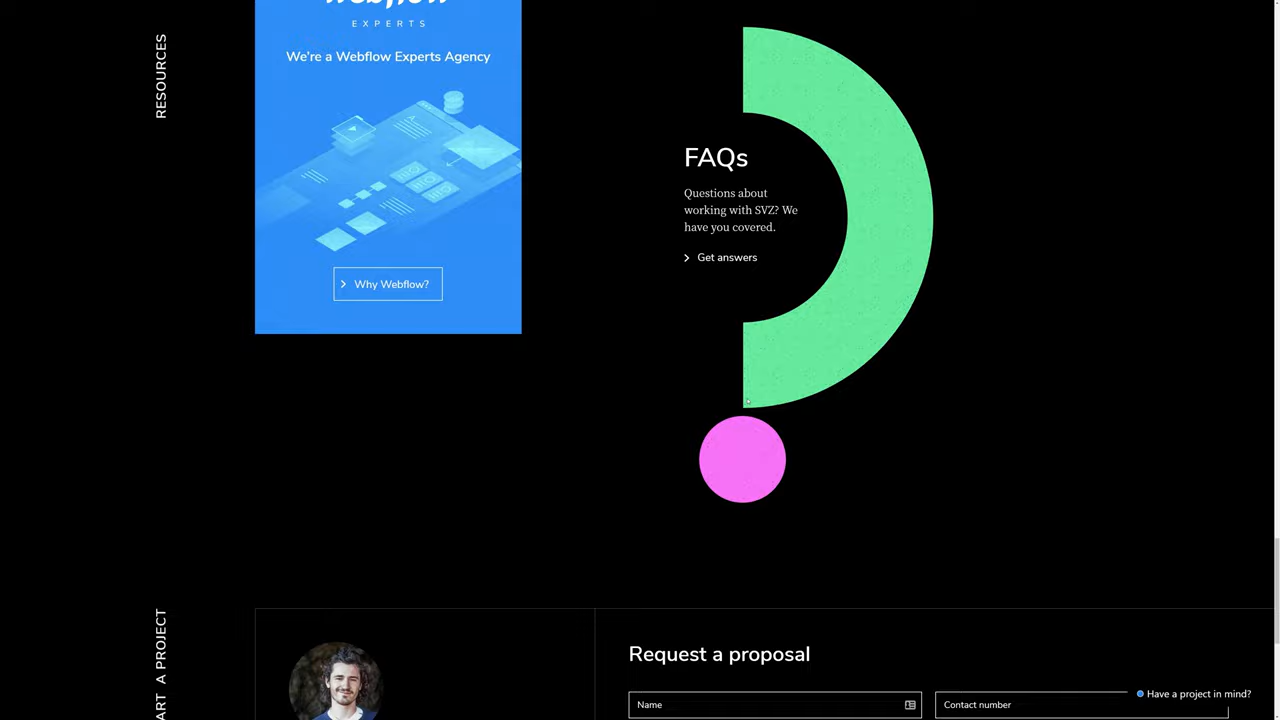 RESOURCES
webflow
EXPERTS
We're a Webflow Experts Agency
Why Webflow?
FAQs
Questions about
working with SVZ? We
have you covered.
Get answers
A PROJECT
Request a proposal
Name
Contact number
Have a project in mind?